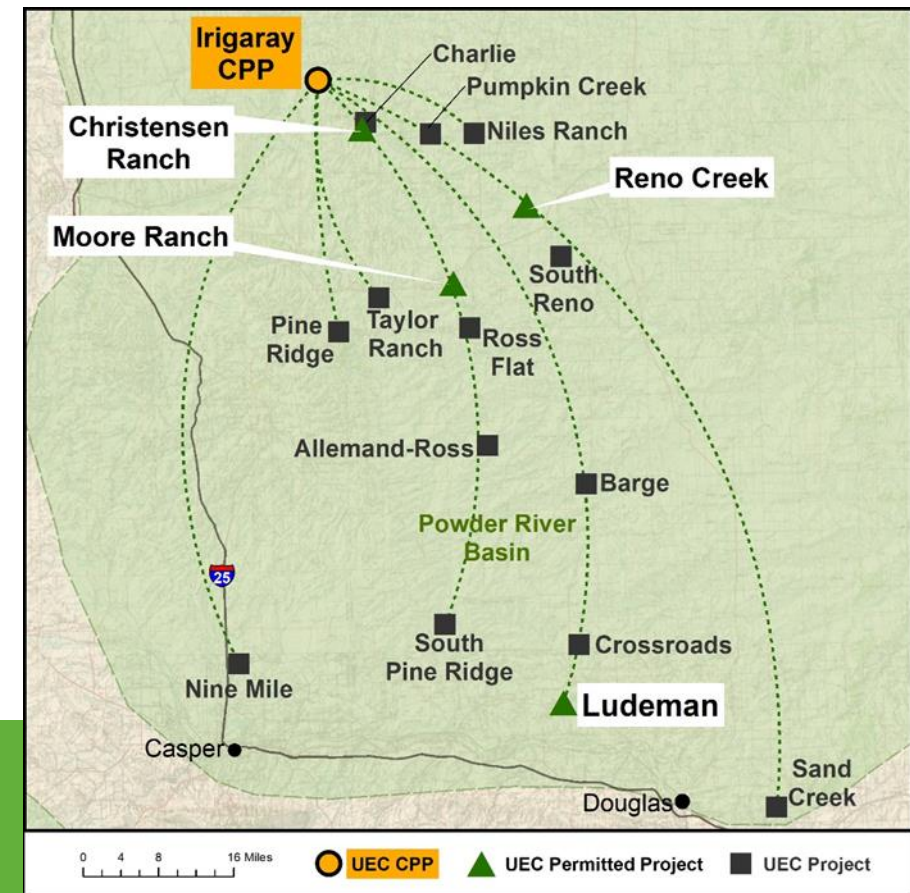 Irigaray
CPP
Charlie
Pumpkin Creek
Christensen
Ranch
Niles Ranch
Reno Creek
Moore Ranch
South
Reno
Taylor
Ranch
Pine
Ridge
Ross
Flat
Allemand-Ross
Barge
Powder River
Basin
25
South
Pine Ridge
Crossroads
Nine Mile
Ludeman
Casper
Sand
Creek
Douglas
0 4 8 16 Miles
UEC CPP
UEC Permitted Project
UEC Project